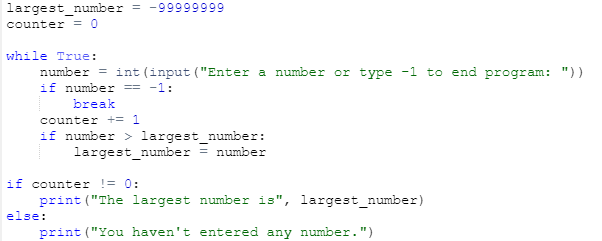 largest_number = -99999999
counter = 0

while True:
    number = int(input("Enter a number or type -1 to end program: "))
    if number == -1:
        break
    counter += 1
    if number > largest_number:
        largest_number = number

if counter != 0:
    print("The largest number is", largest_number)
else:
    print("You haven't entered any number.")